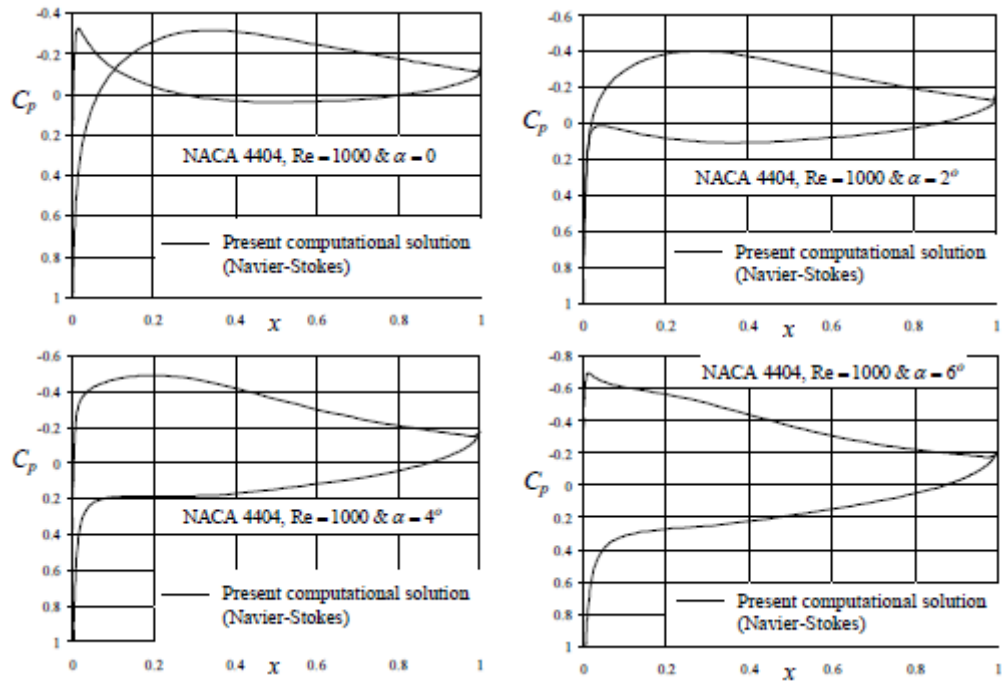 -0.4
-0.2
0
0.2
0.4
0.6
0.8
1
C_p
NACA 4404, Re = 1000 & α = 0
Present computational solution
(Navier-Stokes)
0 0.2 0.4 0.6 0.8 1
x
-0.6
-0.4
-0.2
0
0.2
0.4
0.6
0.8
1
C_p
NACA 4404, Re = 1000 & α = 2°
Present computational solution
(Navier-Stokes)
0 0.2 0.4 0.6 0.8 1
x
-0.6
-0.4
-0.2
0
0.2
0.4
0.6
0.8
1
C_p
NACA 4404, Re = 1000 & α = 4°
Present computational solution
(Navier-Stokes)
0 0.2 0.4 0.6 0.8 1
x
-0.8
-0.6
-0.4
-0.2
0
0.2
0.4
0.6
0.8
1
C_p
NACA 4404, Re = 1000 & α = 6°
Present computational solution
(Navier-Stokes)
0 0.2 0.4 0.6 0.8 1
x